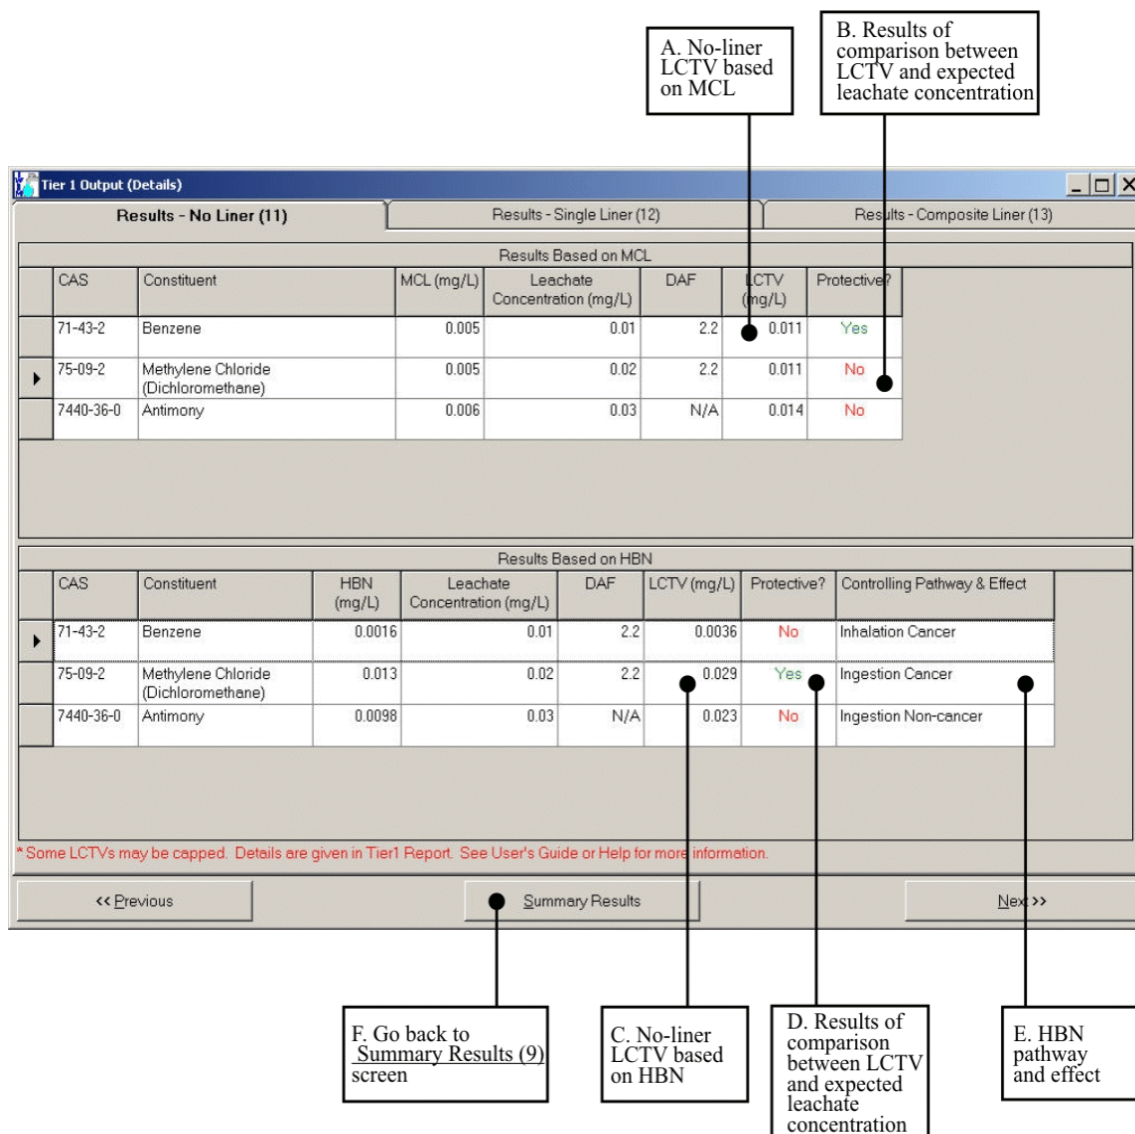 A. No-liner
LCTV based
on MCL
B. Results of
comparison between
LCTV and expected
leachate concentration
Tier 1 Output (Details)
Results - No Liner (11) Results - Single Liner (12) Results - Composite Liner (13)
Results Based on MCL
CAS Constituent MCL (mg/L) Leachate Concentration (mg/L) DAF LCTV (mg/L) Protective?
71-43-2 Benzene 0.005 0.01 2.2 0.011 Yes
75-09-2 Methylene Chloride (Dichloromethane) 0.005 0.02 2.2 0.011 No
7440-36-0 Antimony 0.006 0.03 N/A 0.014 No
Results Based on HBN
CAS Constituent HBN (mg/L) Leachate Concentration (mg/L) DAF LCTV (mg/L) Protective? Controlling Pathway & Effect
71-43-2 Benzene 0.0016 0.01 2.2 0.0036 No Inhalation Cancer
75-09-2 Methylene Chloride (Dichloromethane) 0.013 0.02 2.2 0.029 Yes Ingestion Cancer
7440-36-0 Antimony 0.0098 0.03 N/A 0.023 No Ingestion Non-cancer
* Some LCTVs may be capped. Details are given in Tier1 Report. See User's Guide or Help for more information.
<< Previous Summary Results Next >>
F. Go back to
Summary Results (9)
screen
C. No-liner
LCTV based
on HBN
D. Results of
comparison
between LCTV
and expected
leachate
concentration
E. HBN
pathway
and effect